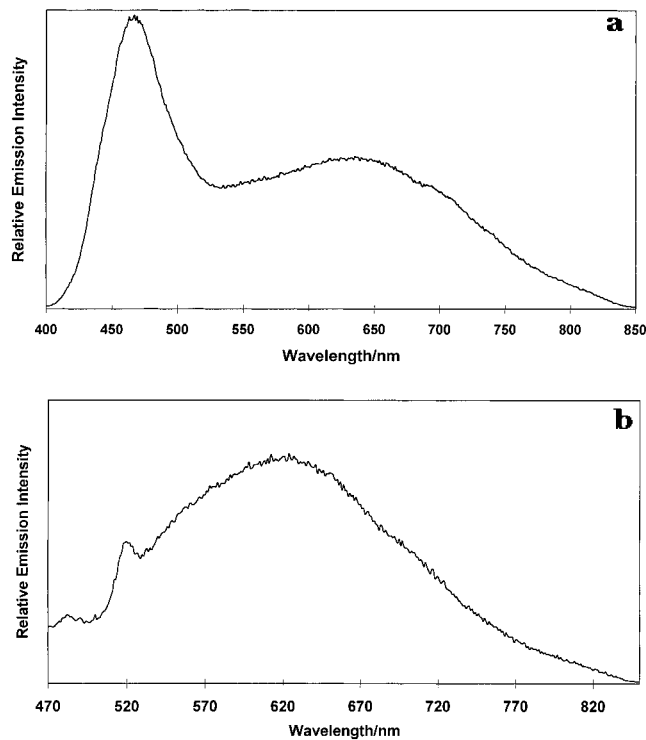 a
Relative Emission Intensity
400 450 500 550 600 650 700 750 800 850
Wavelength/nm
b
Relative Emission Intensity
470 520 570 620 670 720 770 820
Wavelength/nm